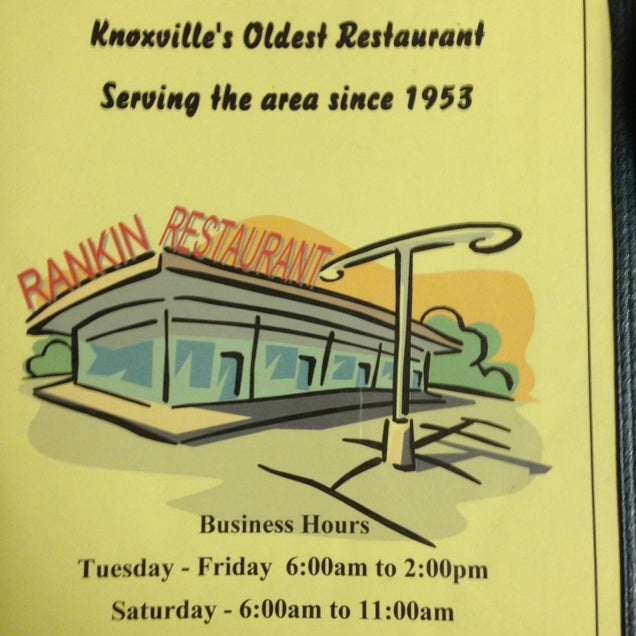 Knoxville's Oldest Restaurant
Serving the area since 1953
RANKIN RESTAURANT
Business Hours
Tuesday - Friday 6:00am to 2:00pm
Saturday - 6:00am to 11:00am